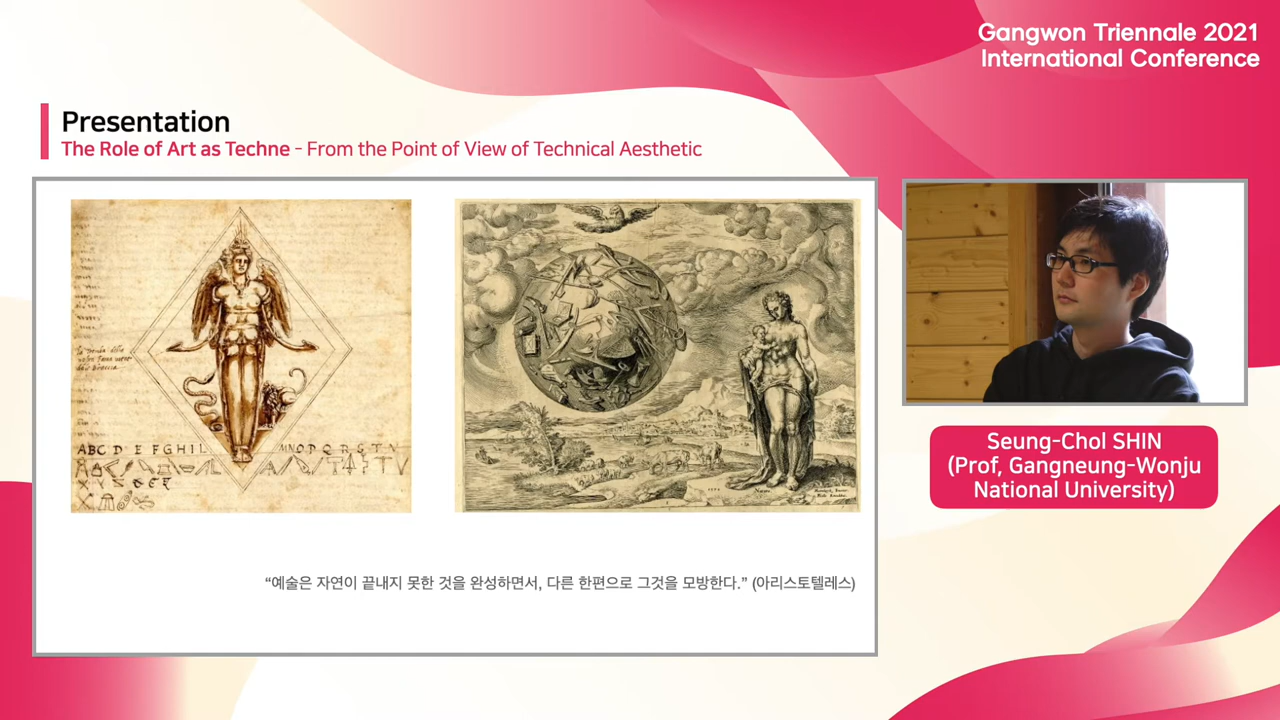 Gangwon Triennale 2021
International Conference
Presentation
The Role of Art as Techne - From the Point of View of Technical Aesthetic
ABC D E F G H I L M N O P Q R S T V
Natura
“예술은 자연이 끝내지 못한 것을 완성하면서, 다른 한편으로 그것을 모방한다.” (아리스토텔레스)
Seung-Chol SHIN
(Prof, Gangneung-Wonju
National University)